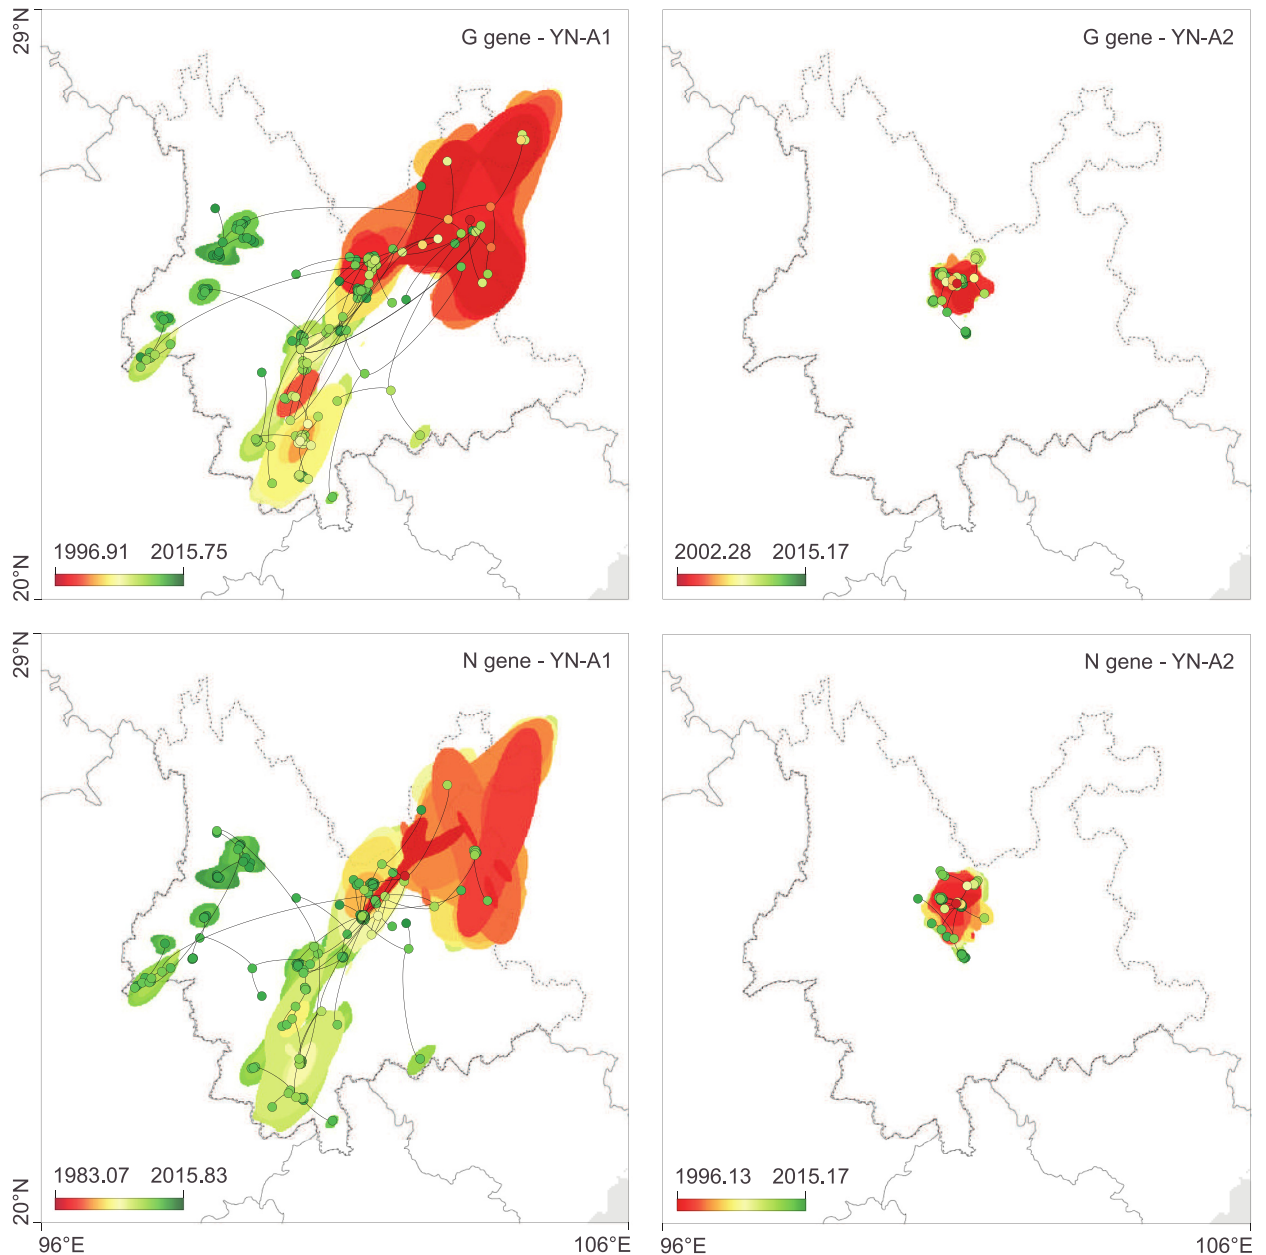 29°N
G gene - YN-A1
G gene - YN-A2
1996.91 2015.75
2002.28 2015.17
20°N
29°N
N gene - YN-A1
N gene - YN-A2
1983.07 2015.83
1996.13 2015.17
20°N
96°E 106°E
96°E 106°E